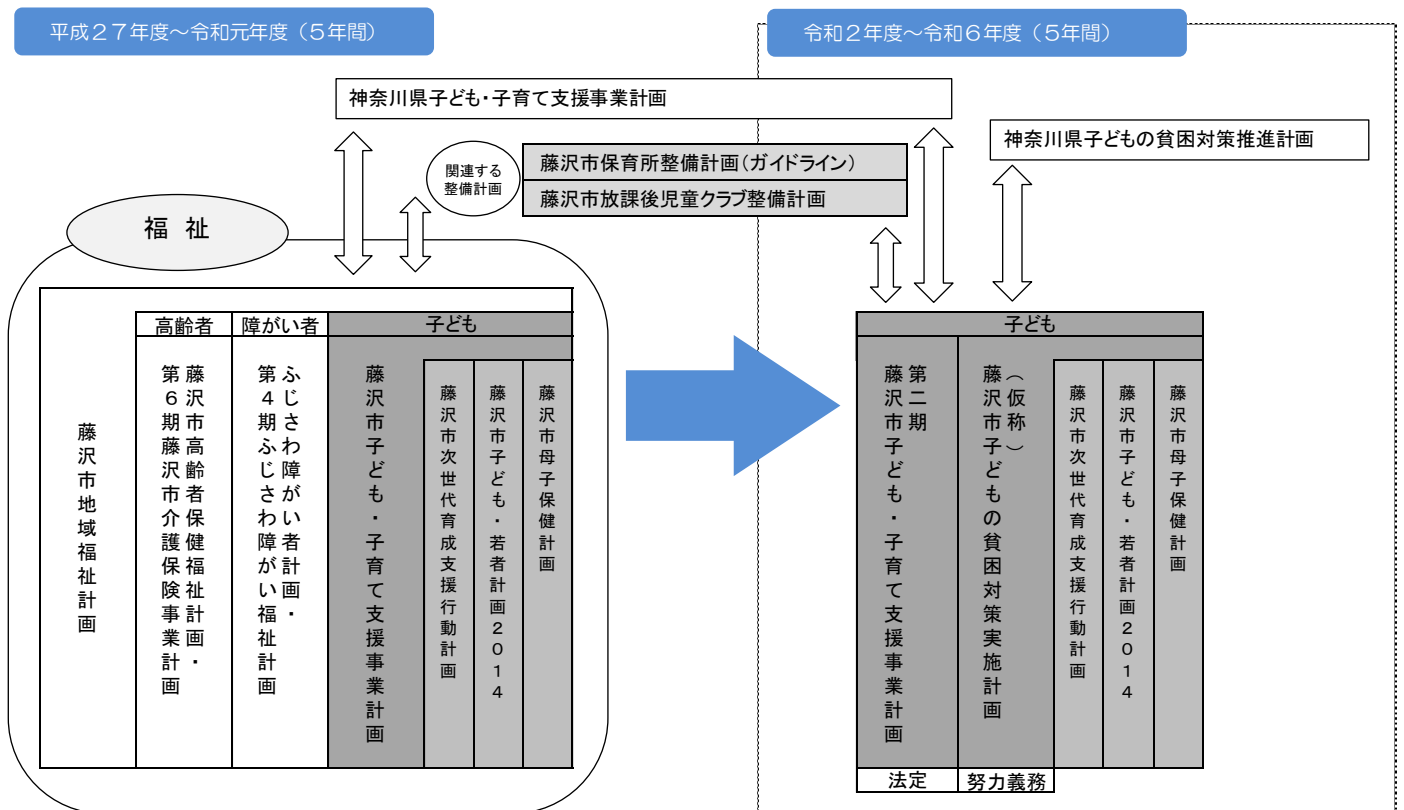 平成27年度～令和元年度（5年間）
令和2年度～令和6年度（5年間）
神奈川県子ども・子育て支援事業計画
神奈川県子どもの貧困対策推進計画
関連する
整備計画
藤沢市保育所整備計画（ガイドライン）
藤沢市放課後児童クラブ整備計画
福 祉
藤沢市地域福祉計画
高齢者
藤沢市高齢者保健福祉計画・
第6期藤沢市介護保険事業計画
障がい者
ふじさわ障がい者計画・
第4期ふじさわ障がい福祉計画
子ども
藤沢市子ども・子育て支援事業計画
藤沢市次世代育成支援行動計画
藤沢市子ども・若者計画2014
藤沢市母子保健計画
子ども
第二期
藤沢市子ども・子育て支援事業計画
（仮称）
藤沢市子どもの貧困対策実施計画
藤沢市次世代育成支援行動計画
藤沢市子ども・若者計画2014
藤沢市母子保健計画
法定
努力義務